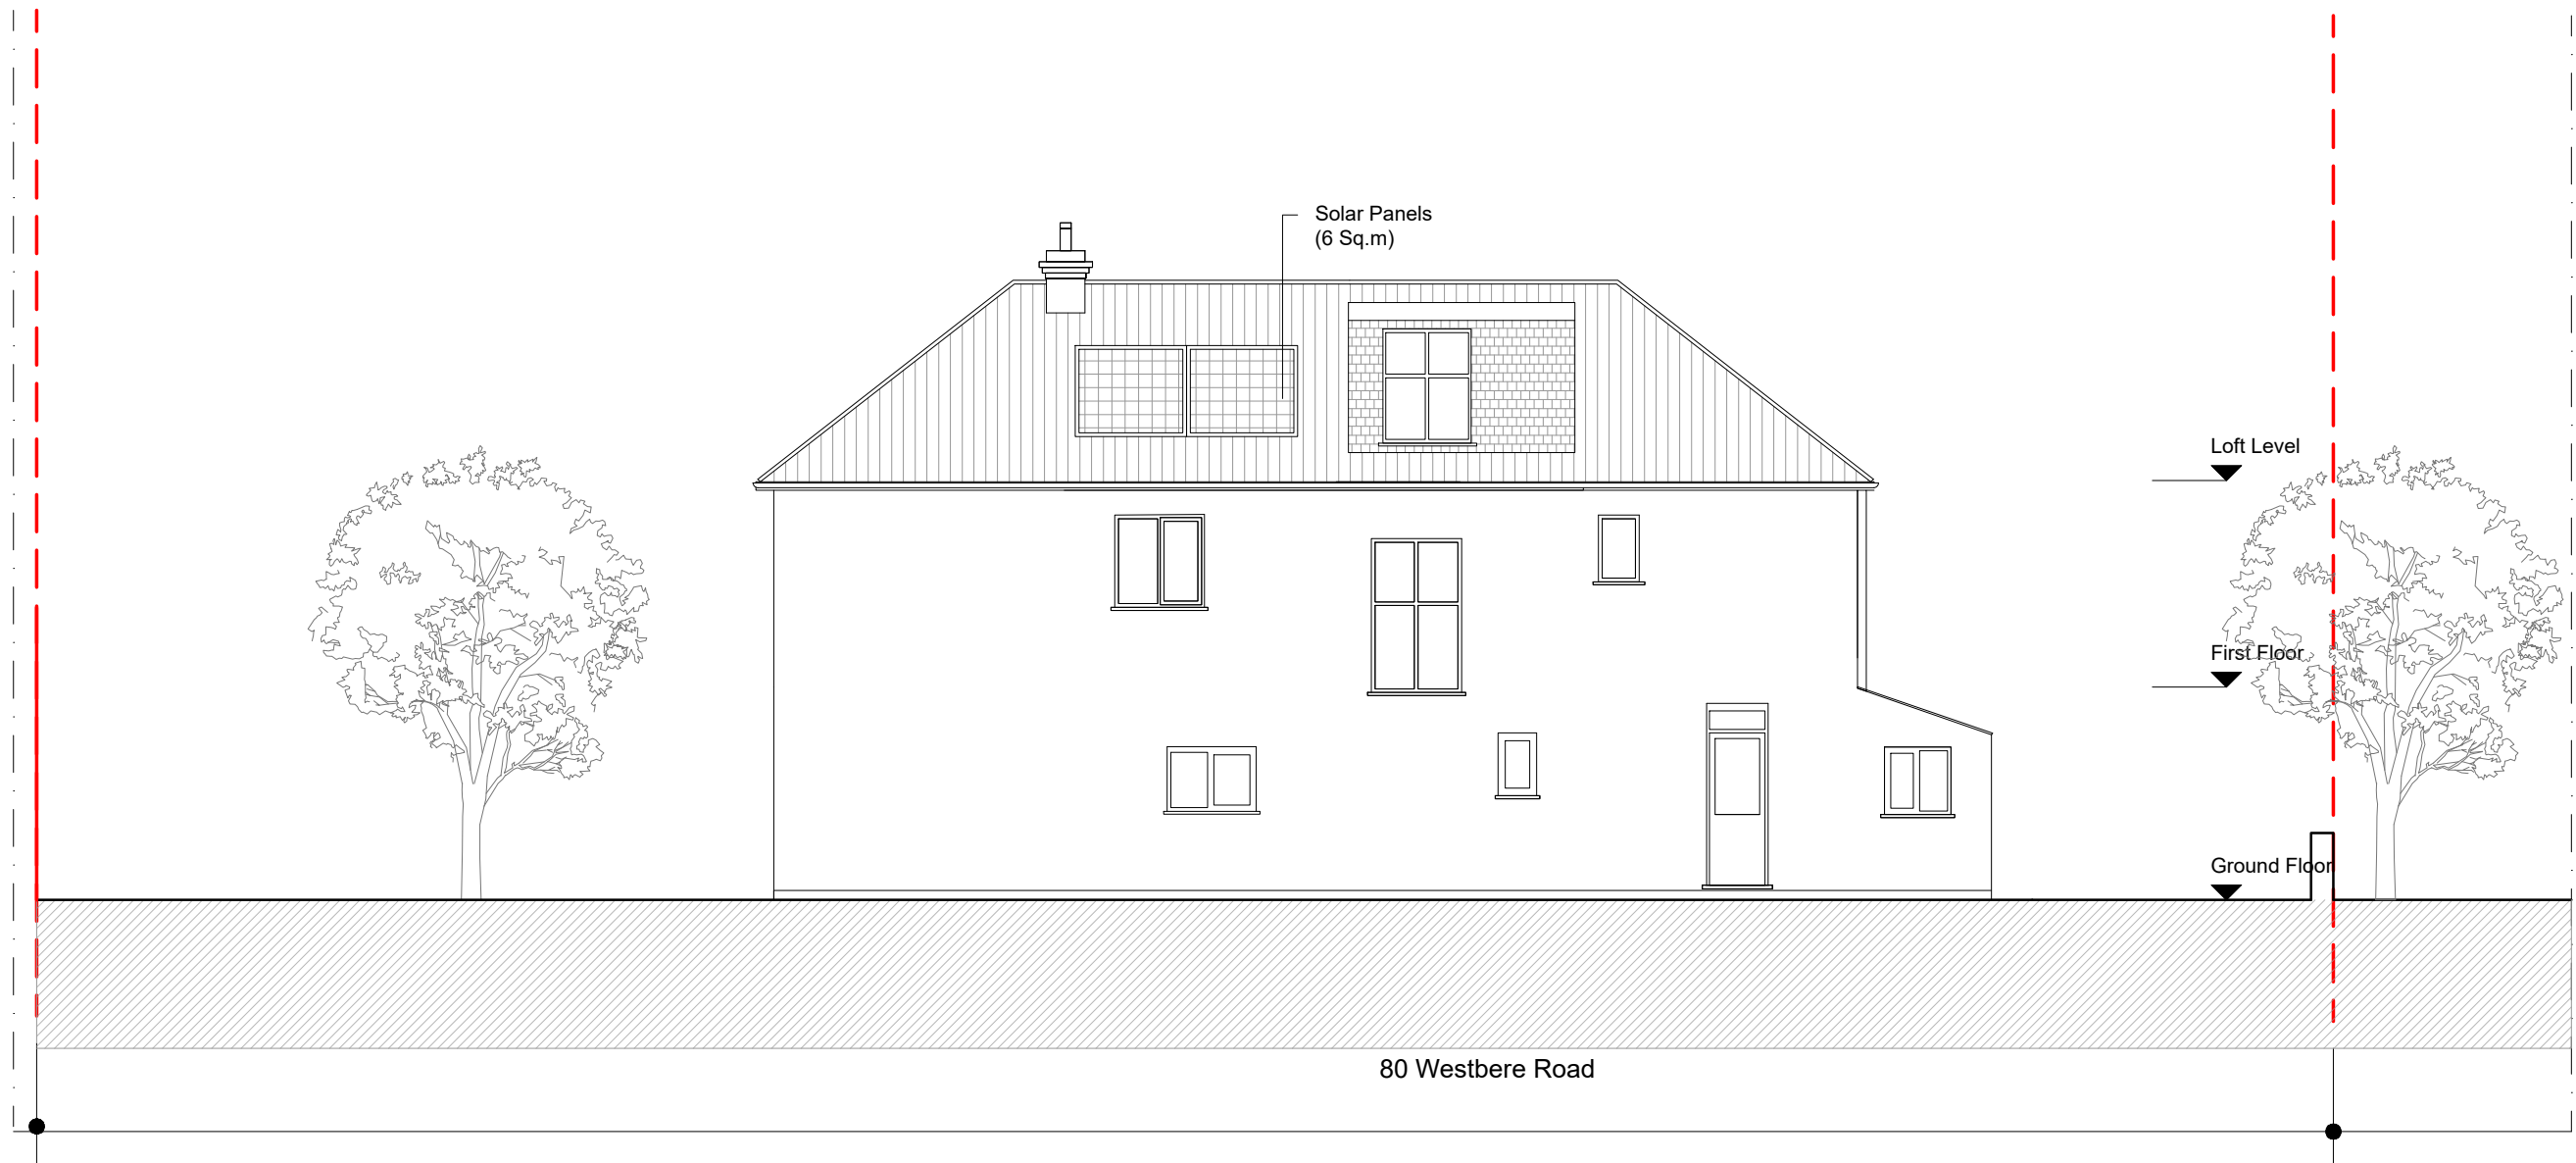 Solar Panels
(6 Sq.m)
Loft Level
First Floor
Ground Floor
80 Westbere Road